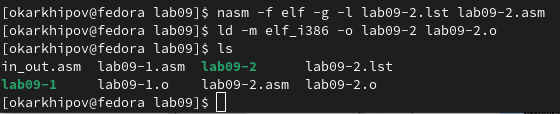 [okarkhipov@fedora lab09]$ nasm -f elf -g -l lab09-2.lst lab09-2.asm
[okarkhipov@fedora lab09]$ ld -m elf_i386 -o lab09-2 lab09-2.o
[okarkhipov@fedora lab09]$ ls
in_out.asm  lab09-1.asm  lab09-2      lab09-2.lst
lab09-1     lab09-1.o    lab09-2.asm  lab09-2.o
[okarkhipov@fedora lab09]$